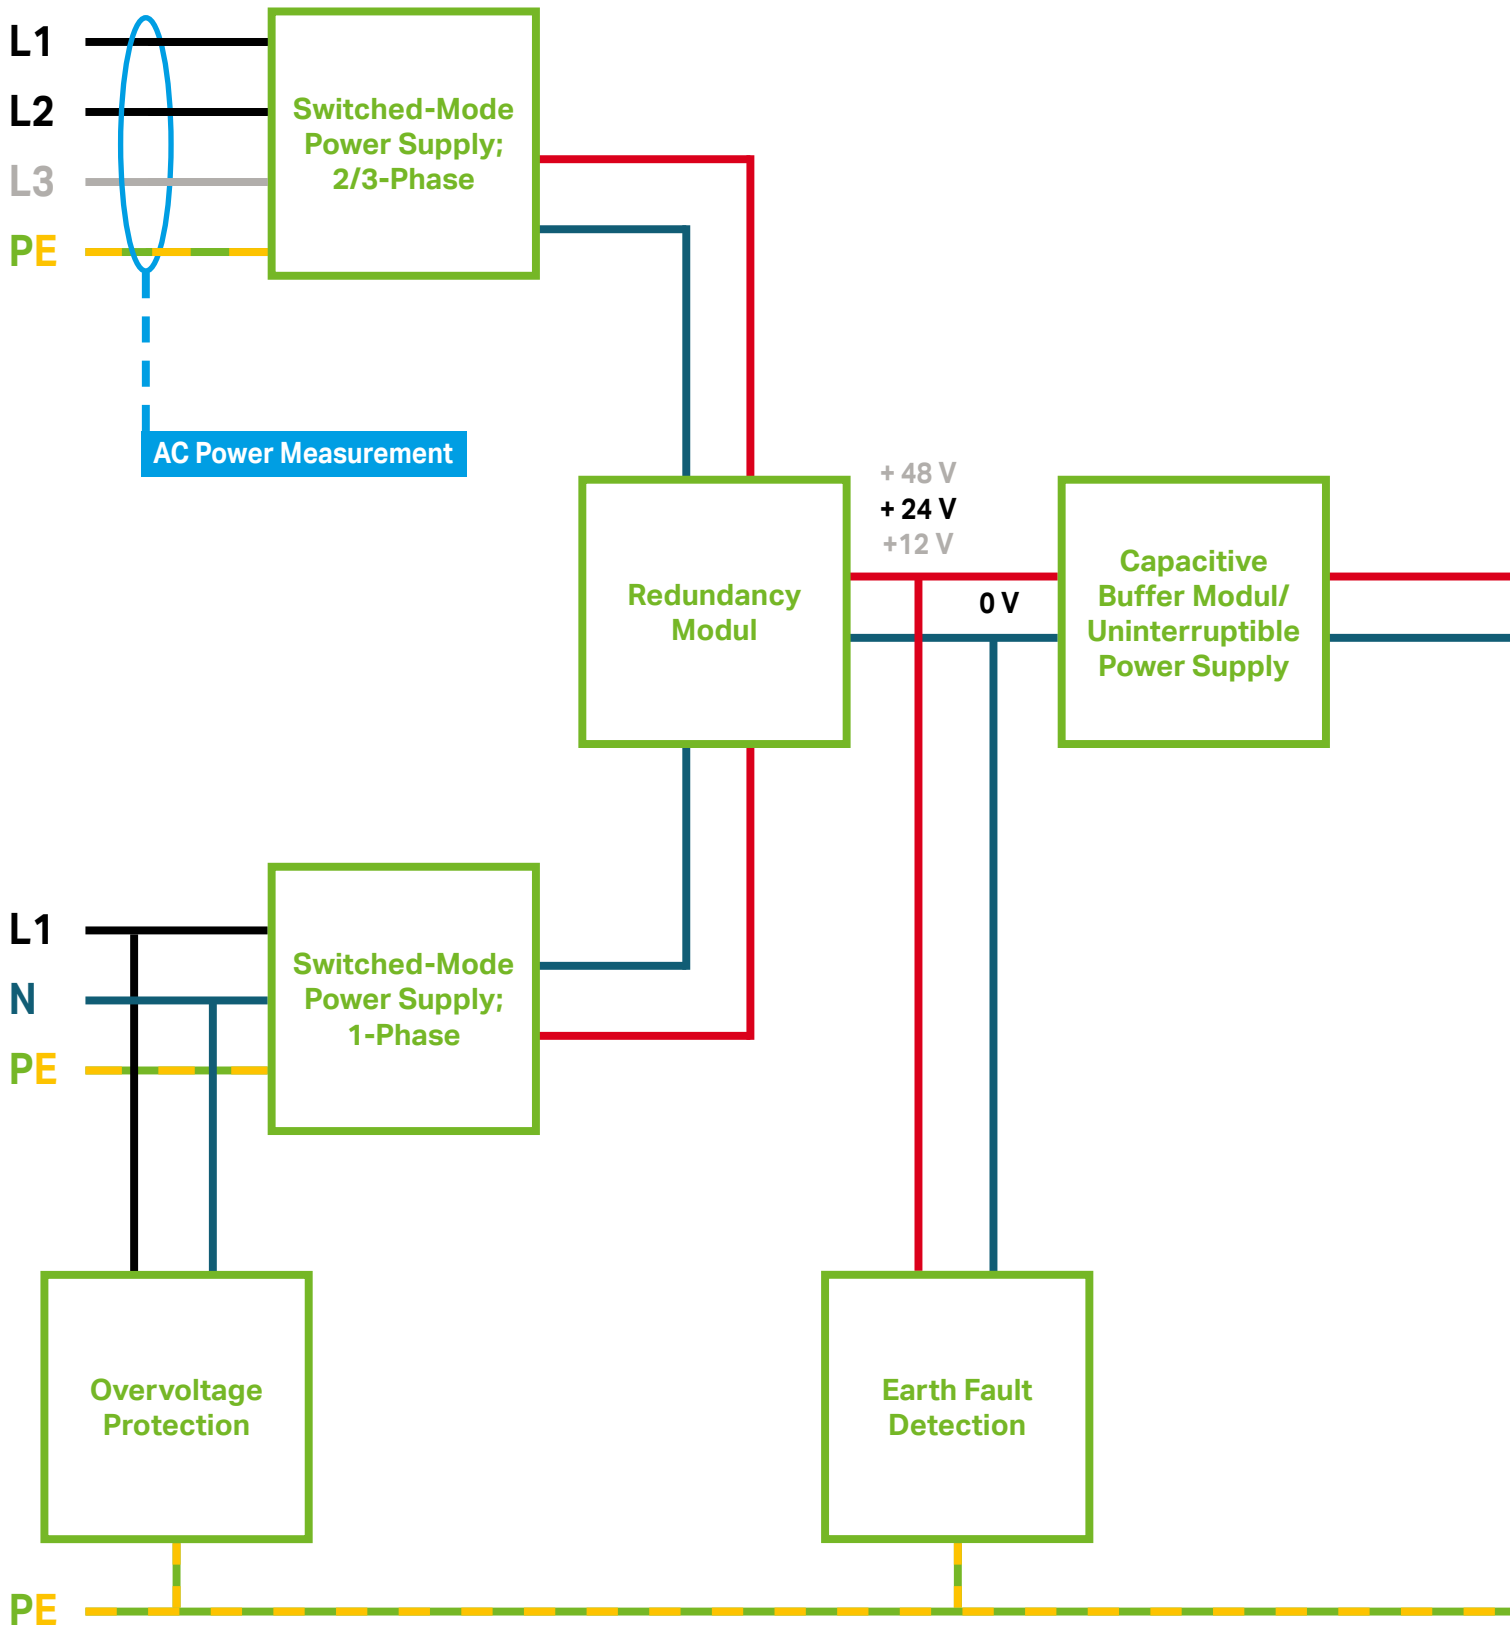 L1
L2
L3
PE
Switched-Mode
Power Supply;
2/3-Phase
AC Power Measurement
Redundancy
Modul
+ 48 V
+ 24 V
+12 V
0 V
Capacitive
Buffer Modul/
Uninterruptible
Power Supply
L1
N
PE
Switched-Mode
Power Supply;
1-Phase
Overvoltage
Protection
Earth Fault
Detection
PE